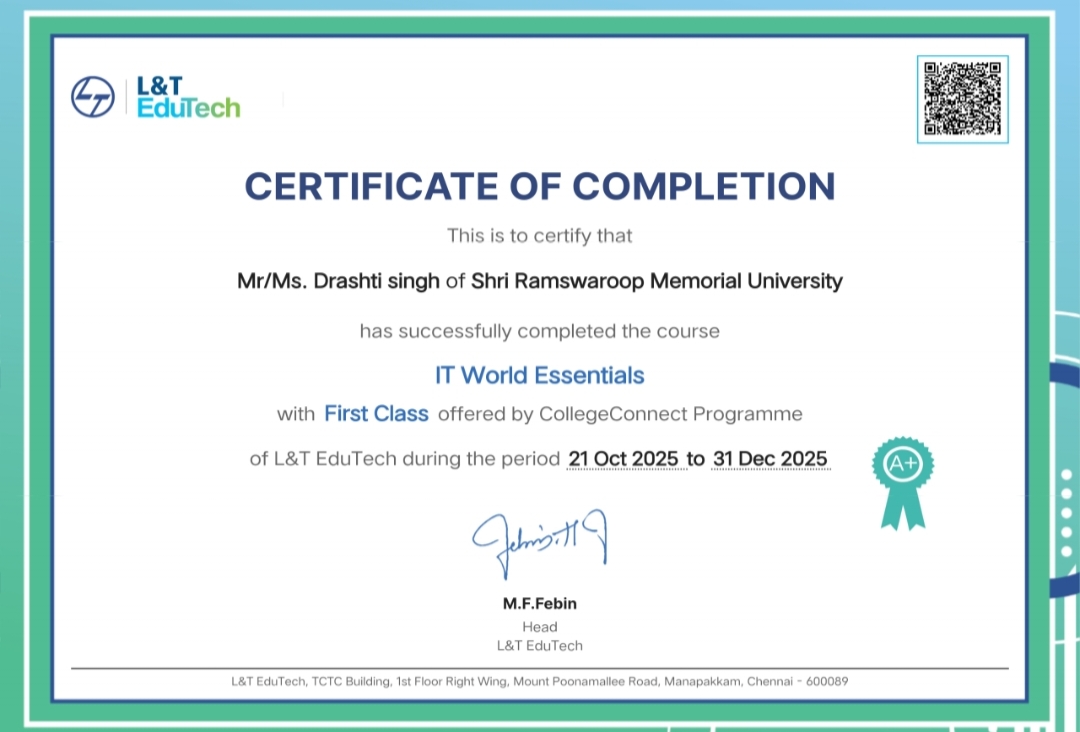 L&T
EduTech
CERTIFICATE OF COMPLETION
This is to certify that
Mr/Ms. Drashti singh of Shri Ramswaroop Memorial University
has successfully completed the course
IT World Essentials
with First Class offered by CollegeConnect Programme
of L&T EduTech during the period 21 Oct 2025 to 31 Dec 2025
A+
M.F.Febin
Head
L&T EduTech
L&T EduTech, TCTC Building, 1st Floor Right Wing, Mount Poonamallee Road, Manapakkam, Chennai - 600089